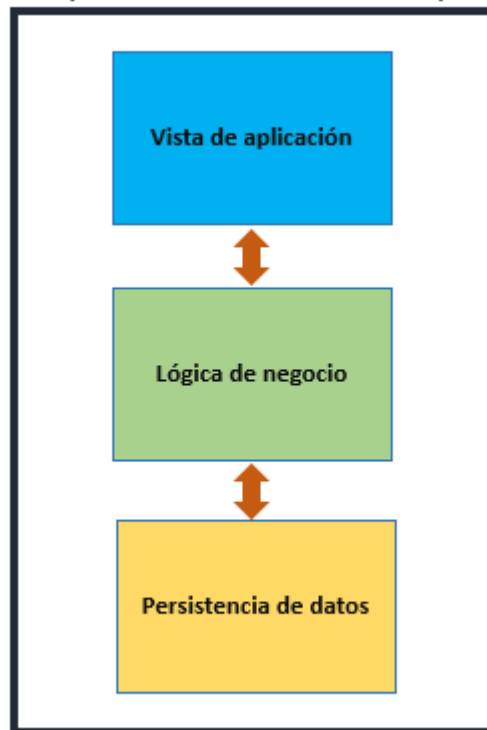 Vista de aplicación
Lógica de negocio
Persistencia de datos